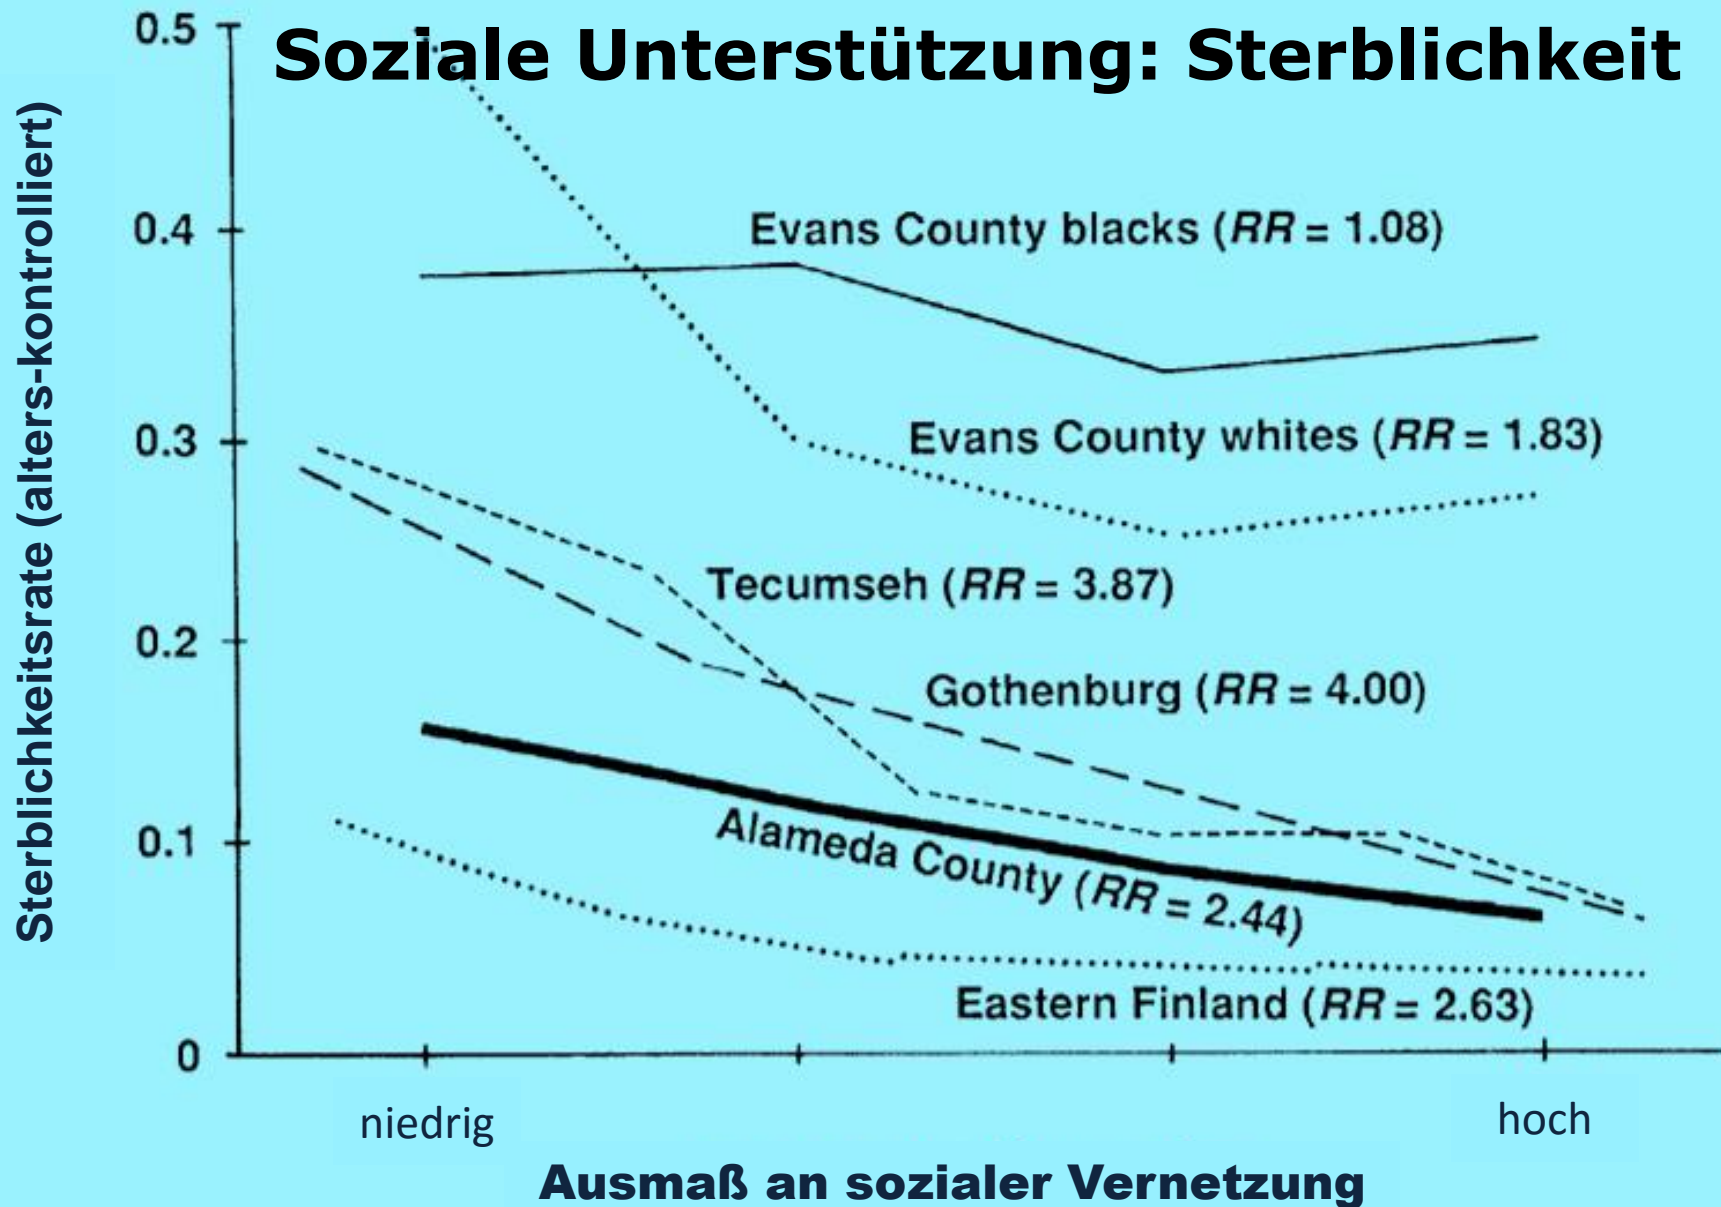 Soziale Unterstützung: Sterblichkeit
Sterblichkeitsrate (alters-kontrolliert)
0.5
0.4
0.3
0.2
0.1
0
Evans County blacks (RR = 1.08)
Evans County whites (RR = 1.83)
Tecumseh (RR = 3.87)
Gothenburg (RR = 4.00)
Alameda County (RR = 2.44)
Eastern Finland (RR = 2.63)
niedrig
hoch
Ausmaß an sozialer Vernetzung